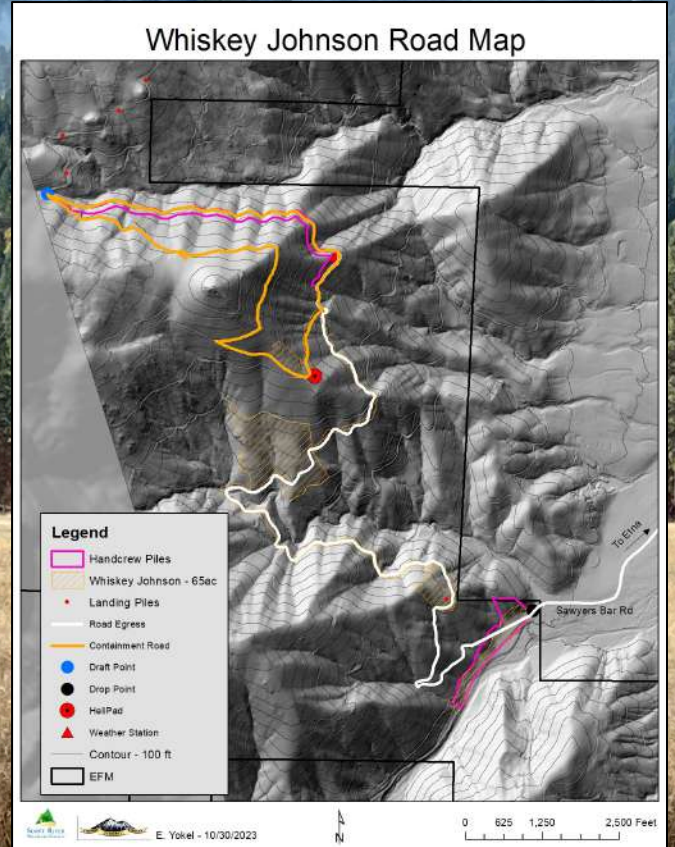 Whiskey Johnson Road Map
To Etna
Sawyers Bar Rd
Legend
Handcrew Piles
Whiskey Johnson - 65ac
Landing Piles
Road Egress
Containment Road
Draft Point
Drop Point
HeliPad
Weather Station
Contour - 100 ft
EFM
E. Yokel - 10/30/2023
N
0 625 1,250 2,500 Feet